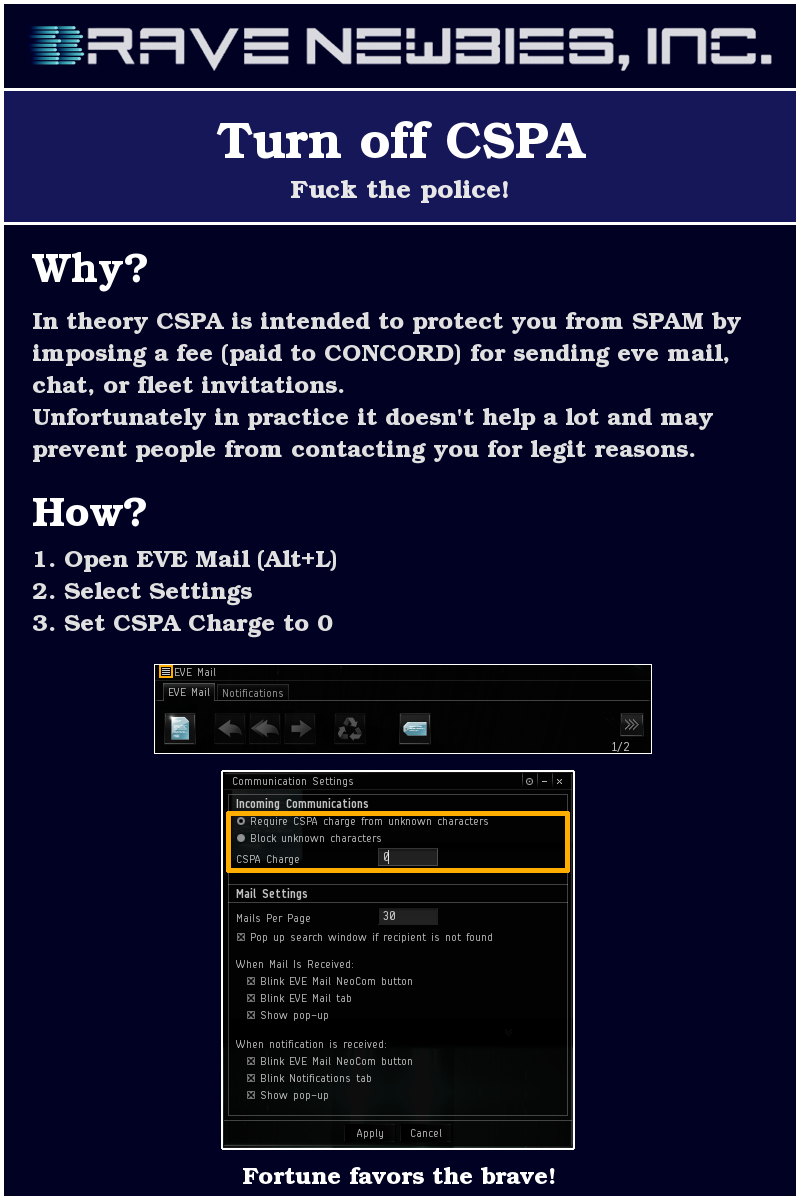 BRAVE NEWBIES, INC.
Turn off CSPA
Fuck the police!
Why?
In theory CSPA is intended to protect you from SPAM by
imposing a fee (paid to CONCORD) for sending eve mail,
chat, or fleet invitations.
Unfortunately in practice it doesn't help a lot and may
prevent people from contacting you for legit reasons.
How?
1. Open EVE Mail (Alt+L)
2. Select Settings
3. Set CSPA Charge to 0
EVE Mail
EVE Mail Notifications
1/2
Communication Settings
Incoming Communications
Require CSPA charge from unknown characters
Block unknown characters
CSPA Charge 0
Mail Settings
Mails Per Page 30
Pop up search window if recipient is not found
When Mail Is Received:
Blink EVE Mail NeoCom button
Blink EVE Mail tab
Show pop-up
When notification is received:
Blink EVE Mail NeoCom button
Blink Notifications tab
Show pop-up
Apply Cancel
Fortune favors the brave!